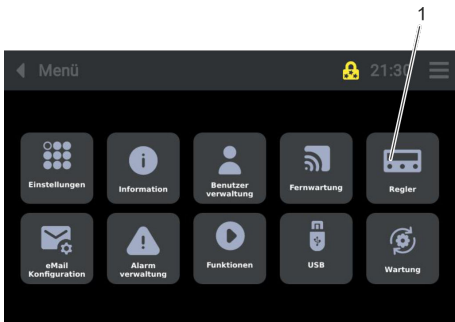 1
Menü 21:30
Einstellungen Information Benutzer
verwaltung Fernwartung Regler
eMail
Konfiguration Alarm
verwaltung Funktionen USB Wartung